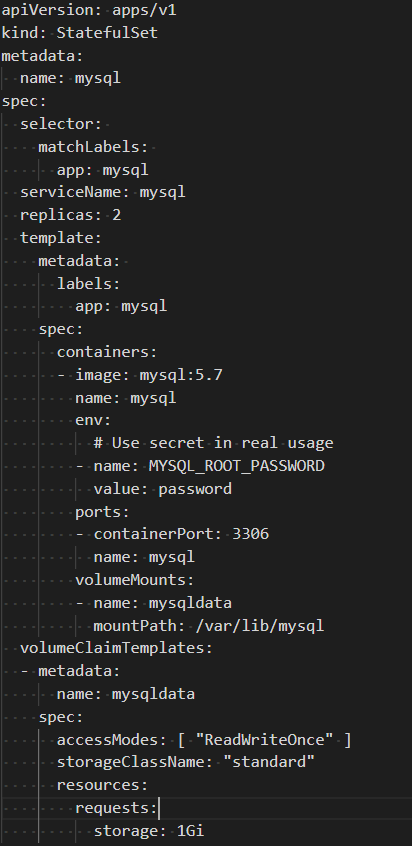 apiVersion: apps/v1
kind: StatefulSet
metadata:
  name: mysql
spec:
  selector:
    matchLabels:
      app: mysql
  serviceName: mysql
  replicas: 2
  template:
    metadata:
      labels:
        app: mysql
    spec:
      containers:
      - image: mysql:5.7
        name: mysql
        env:
          # Use secret in real usage
        - name: MYSQL_ROOT_PASSWORD
          value: password
        ports:
        - containerPort: 3306
          name: mysql
        volumeMounts:
        - name: mysqldata
          mountPath: /var/lib/mysql
  volumeClaimTemplates:
  - metadata:
      name: mysqldata
    spec:
      accessModes: [ "ReadWriteOnce" ]
      storageClassName: "standard"
      resources:
        requests:
          storage: 1Gi